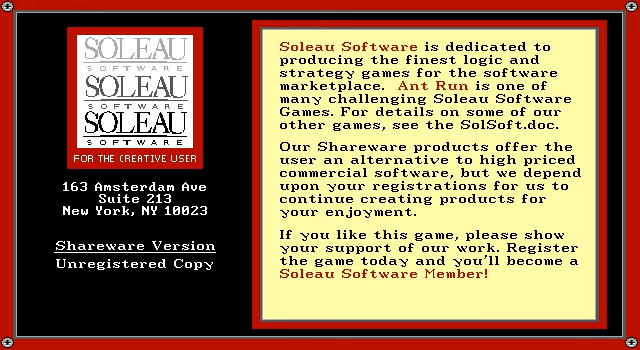 SOLEAU
SOFTWARE
SOLEAU
SOFTWARE
SOLEAU
SOFTWARE
FOR THE CREATIVE USER
163 Amsterdam Ave
Suite 213
New York, NY 10023
Shareware Version
Unregistered Copy
Soleau Software is dedicated to
producing the finest logic and
strategy games for the software
marketplace. Ant Run is one of
many challenging Soleau Software
Games. For details on some of our
other games, see the SolSoft.doc.
Our Shareware products offer the
user an alternative to high priced
commercial software, but we depend
upon your registrations for us to
continue creating products for
your enjoyment.
If you like this game, please show
your support of our work. Register
the game today and you'll become a
Soleau Software Member!